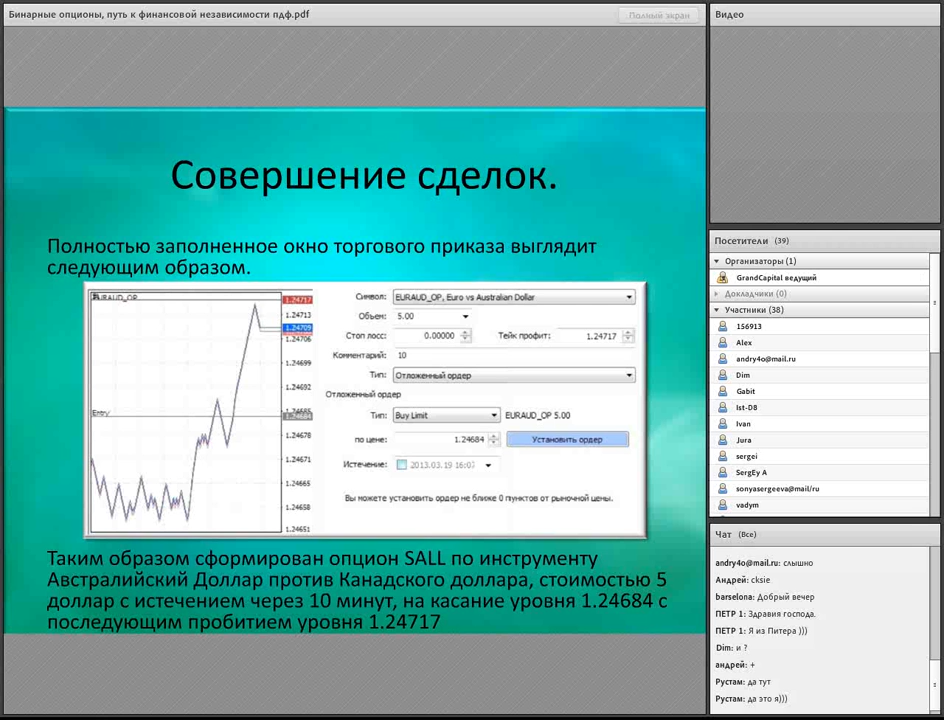 Бинарные опционы, путь к финансовой независимости пдф.pdf
Полный экран
Совершение сделок.
Полностью заполненное окно торгового приказа выглядит
следующим образом.
EURAUD_OP
1.24717
1.24713
1.24709
1.24706
1.24699
1.24692
1.24685
1.24684
1.24678
1.24671
1.24665
1.24658
1.24651
Entry
Символ: EURAUD_OP, Euro vs Australian Dollar
Объем: 5.00
Стоп лосс: 0.00000 Тейк профит: 1.24717
Комментарий: 10
Тип: Отложенный ордер
Отложенный ордер
Тип: Buy Limit EURAUD_OP 5.00
по цене: 1.24684 Установить ордер
Истечение: 2013.03.19 16:07
Вы можете установить ордер не ближе 0 пунктов от рыночной цены.
Таким образом сформирован опцион SALL по инструменту
Австралийский Доллар против Канадского доллара, стоимостью 5
доллар с истечением через 10 минут, на касание уровня 1.24684 с
последующим пробитием уровня 1.24717
Видео
Посетители (39)
Организаторы (1)
GrandCapital ведущий
Докладчики (0)
Участники (38)
156913
Alex
andry4o@mail.ru
Dim
Gabit
Ist-D8
Ivan
Jura
sergei
SergEy A
sonyasergeeva@mail/ru
vadym
Чат (Все)
andry4o@mail.ru: слышно
Андрей: cksie
barselona: Добрый вечер
ПЕТР 1: Здравия господа.
ПЕТР 1: Я из Питера )))
Dim: и ?
андрей: +
Рустам: да тут
Рустам: да это я)))